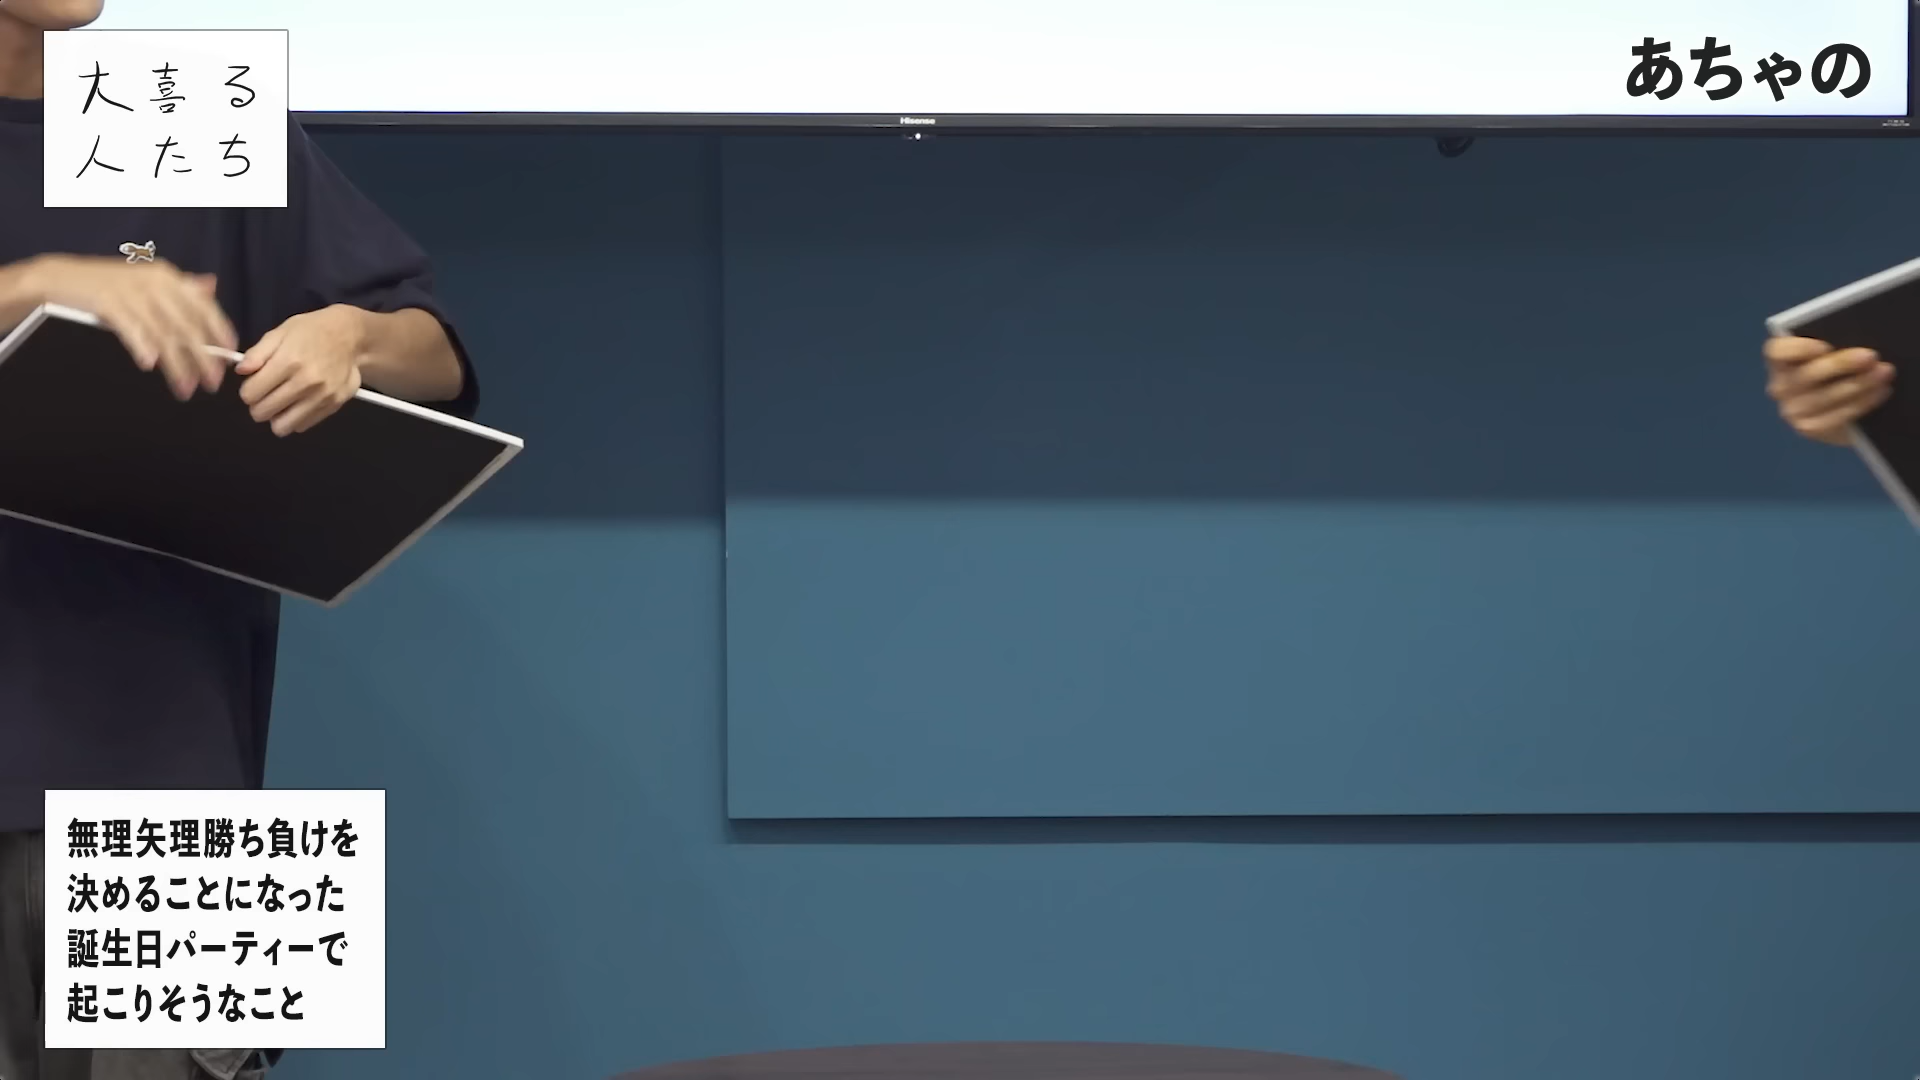 大喜る
人たち
あちゃの
Hisense
無理矢理勝ち負けを
決めることになった
誕生日パーティーで
起こりそうなこと